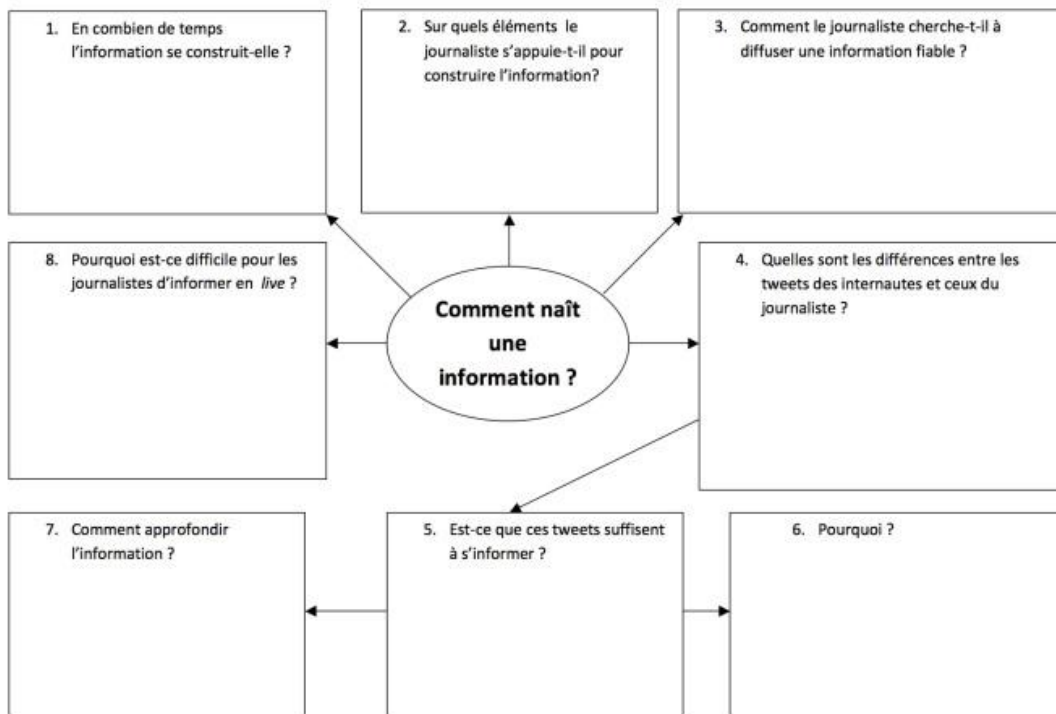 1. En combien de temps
l'information se construit-elle ?
2. Sur quels éléments le
journaliste s'appuie-t-il pour
construire l'information?
3. Comment le journaliste cherche-t-il à
diffuser une information fiable ?
8. Pourquoi est-ce difficile pour les
journalistes d'informer en live ?
Comment naît
une
information ?
4. Quelles sont les différences entre les
tweets des internautes et ceux du
journaliste ?
7. Comment approfondir
l'information ?
5. Est-ce que ces tweets suffisent
à s'informer ?
6. Pourquoi ?